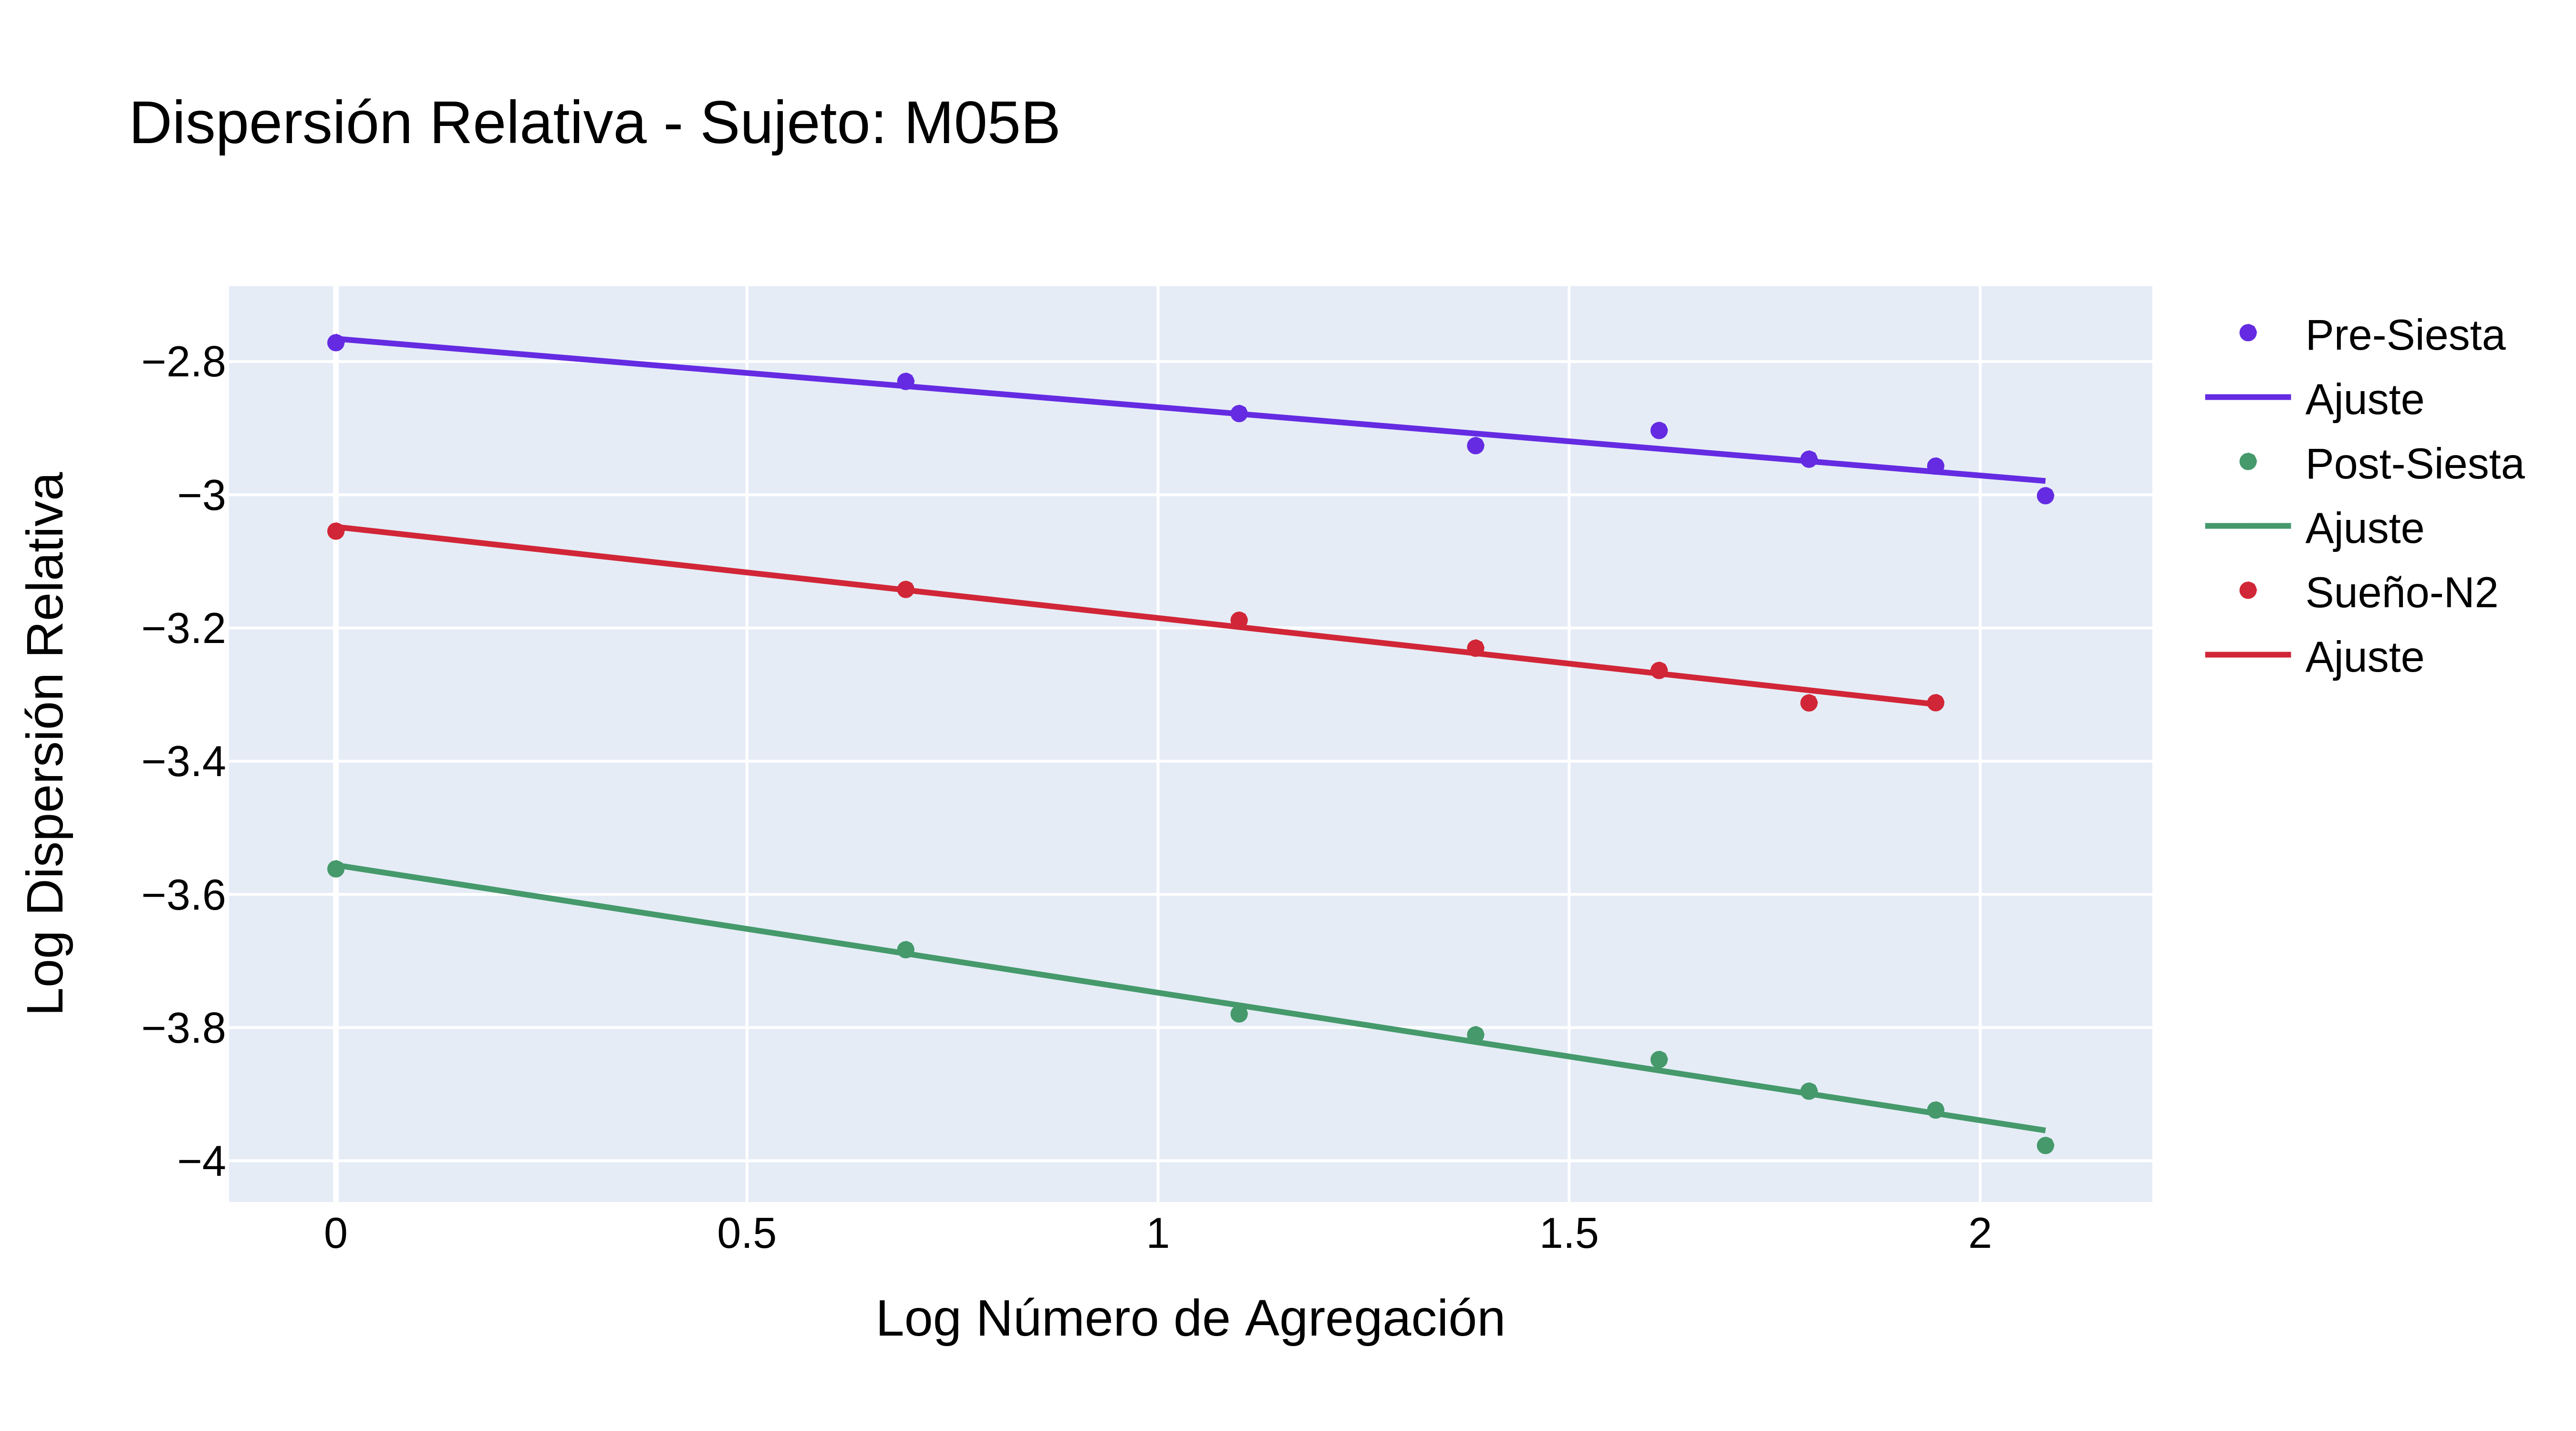 Dispersión Relativa - Sujeto: M05B
Log Dispersión Relativa
−2.8
−3
−3.2
−3.4
−3.6
−3.8
−4
0
0.5
1
1.5
2
Log Número de Agregación
Pre-Siesta
Ajuste
Post-Siesta
Ajuste
Sueño-N2
Ajuste